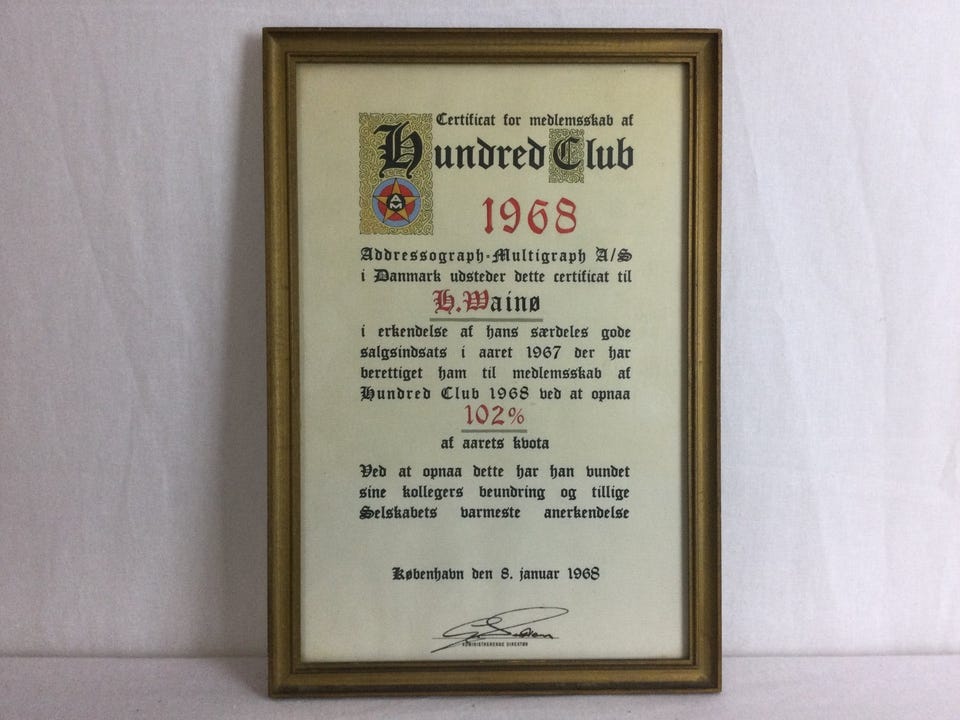 Certificat for medlemsskab af
Hundred Club
AM
1968
Addressograph-Multigraph A/S
i Danmark udsteder dette certificat til
H. Wainø
i erkendelse af hans særdeles gode
salgsindsats i aaret 1967 der har
berettiget ham til medlemsskab af
Hundred Club 1968 ved at opnaa
102%
af aarets kvota
Ved at opnaa dette har han vundet
sine kollegers beundring og tillige
Selskabets varmeste anerkendelse
København den 8. januar 1968
ADMINISTRERENDE DIREKTØR